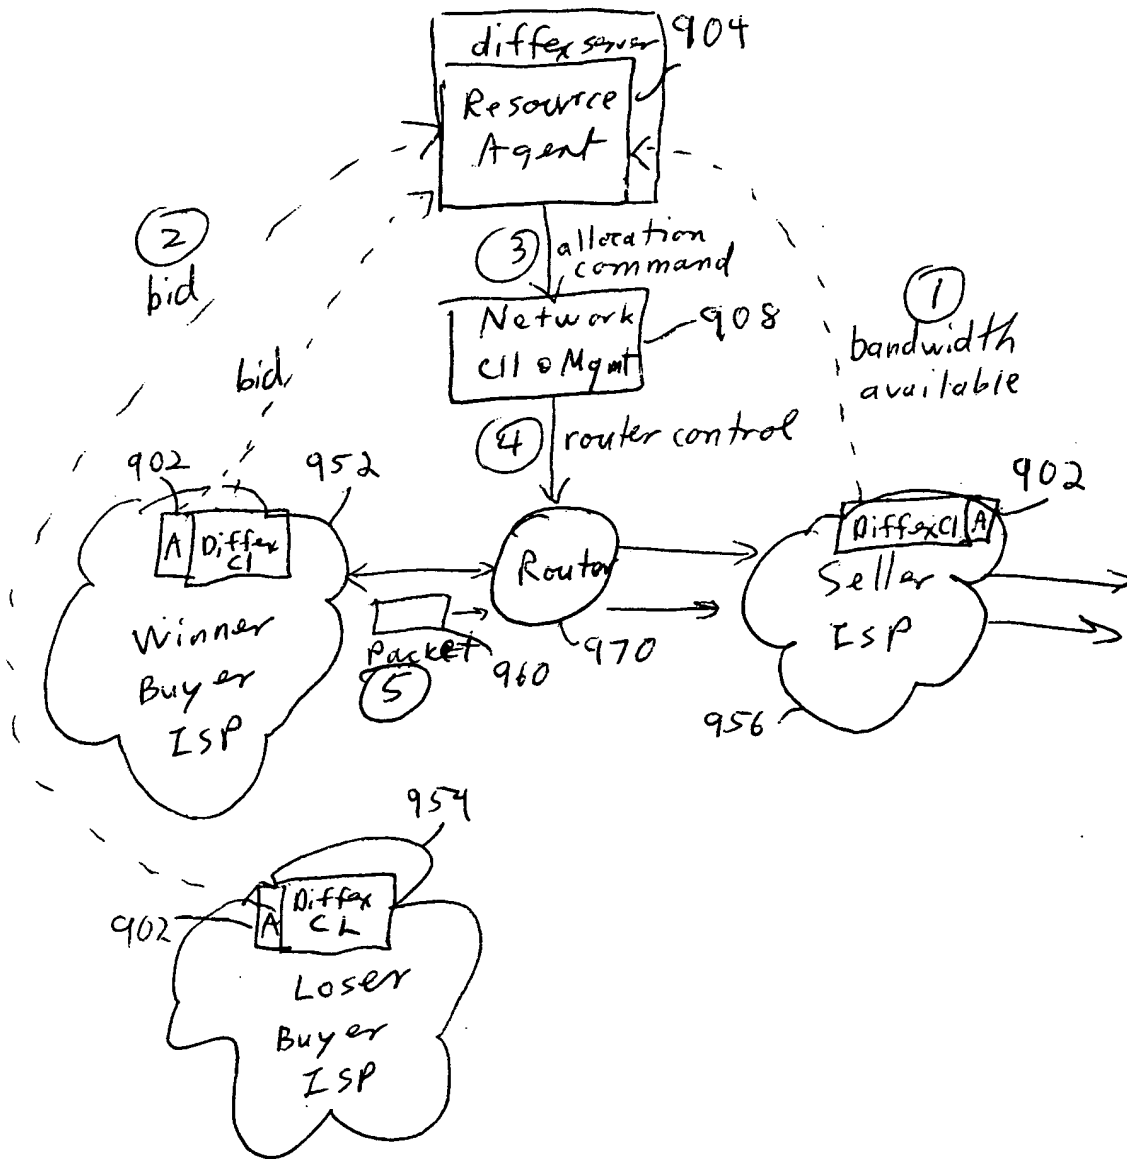 diffex server
904
Resource
Agent
2
bid
3
allocation
command
1
bandwidth
available
Network
Ctl o Mgmt
908
bid
4
router control
902
952
902
A
Diffex
Cl
Diffex Cl
A
Router
Seller
ISP
Winner
Buyer
ISP
Packet
5
960
970
956
954
902
A
Diffex
CL
Loser
Buyer
ISP